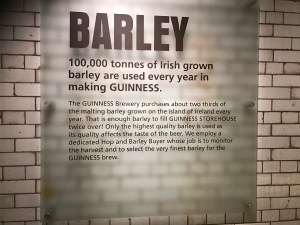 BARLEY
100,000 tonnes of Irish grown
barley are used every year in
making GUINNESS.
The GUINNESS Brewery purchases about two thirds of
the malting barley grown on the island of Ireland every
year. That is enough barley to fill GUINNESS STOREHOUSE
twice over! Only the highest quality barley is used as
its quality affects the taste of the beer. We employ a
dedicated Hop and Barley Buyer whose job is to monitor
the harvest and to select the very finest barley for the
GUINNESS brew.